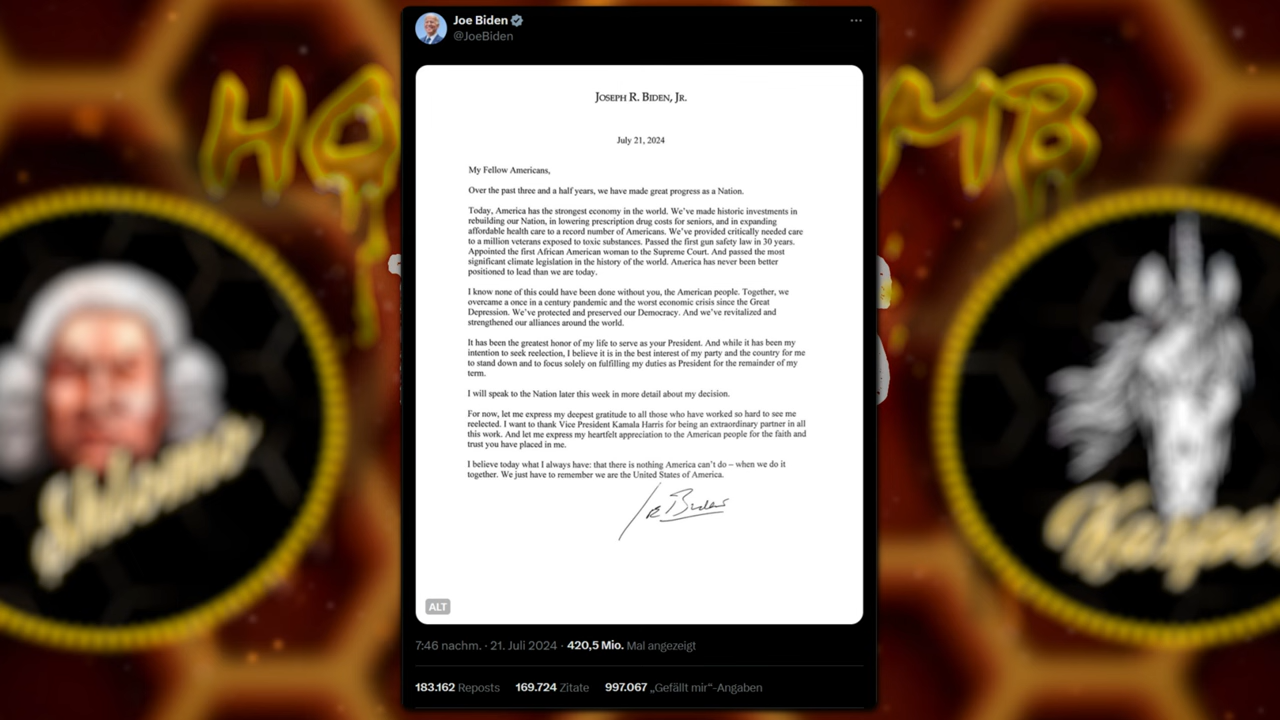 Joe Biden
@JoeBiden
JOSEPH R. BIDEN, JR.
July 21, 2024
My Fellow Americans,
Over the past three and a half years, we have made great progress as a Nation.
Today, America has the strongest economy in the world. We've made historic investments in
rebuilding our Nation, in lowering prescription drug costs for seniors, and in expanding
affordable health care to a record number of Americans. We've provided critically needed care
to a million veterans exposed to toxic substances. Passed the first gun safety law in 30 years.
Appointed the first African American woman to the Supreme Court. And passed the most
significant climate legislation in the history of the world. America has never been better
positioned to lead than we are today.
I know none of this could have been done without you, the American people. Together, we
overcame a once in a century pandemic and the worst economic crisis since the Great
Depression. We've protected and preserved our Democracy. And we've revitalized and
strengthened our alliances around the world.
It has been the greatest honor of my life to serve as your President. And while it has been my
intention to seek reelection, I believe it is in the best interest of my party and the country for me
to stand down and to focus solely on fulfilling my duties as President for the remainder of my
term.
I will speak to the Nation later this week in more detail about my decision.
For now, let me express my deepest gratitude to all those who have worked so hard to see me
reelected. I want to thank Vice President Kamala Harris for being an extraordinary partner in all
this work. And let me express my heartfelt appreciation to the American people for the faith and
trust you have placed in me.
I believe today what I always have: that there is nothing America can't do – when we do it
together. We just have to remember we are the United States of America.
Joe Biden
ALT
7:46 nachm. · 21. Juli 2024 · 420,5 Mio. Mal angezeigt
183.162 Reposts 169.724 Zitate 997.067 „Gefällt mir“-Angaben
HO
MB
Shlomo